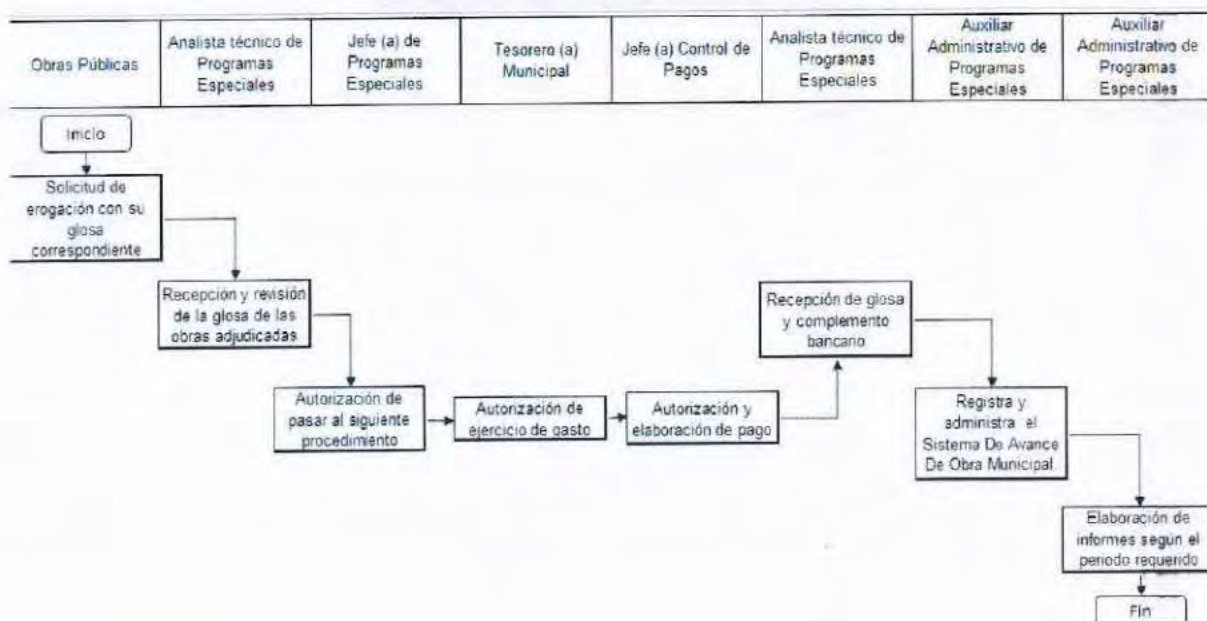 Obras Públicas
Analista técnico de
Programas
Especiales
Jefe (a) de
Programas
Especiales
Tesorero (a)
Municipal
Jefe (a) Control de
Pagos
Analista técnico de
Programas
Especiales
Auxiliar
Administrativo de
Programas
Especiales
Auxiliar
Administrativo de
Programas
Especiales
Inicio
Solicitud de
erogación con su
glosa
correspondiente
Recepción y revisión
de la glosa de las
obras adjudicadas
Autorización de
pasar al siguiente
procedimiento
Autorización de
ejercicio de gasto
Autorización y
elaboración de pago
Recepción de glosa
y complemento
bancario
Registra y
administra el
Sistema De Avance
De Obra Municipal
Elaboración de
informes según el
periodo requerido
Fin